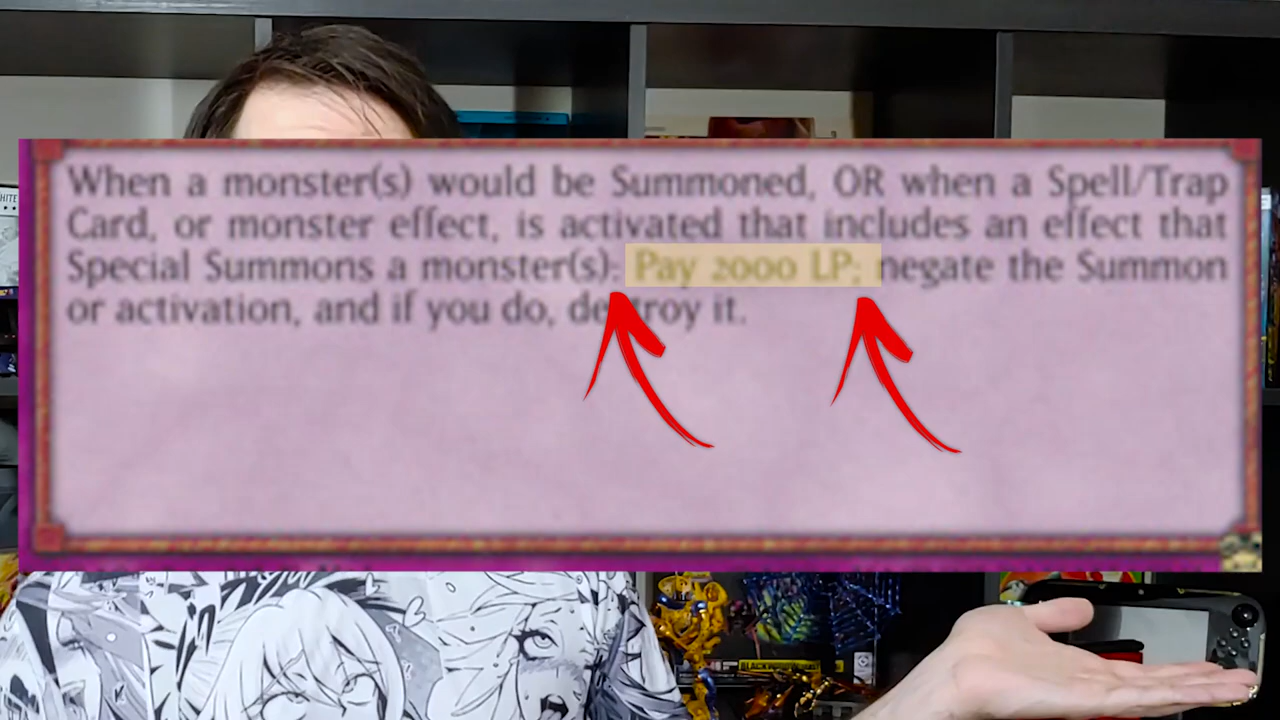 When a monster(s) would be Summoned, OR when a Spell/Trap
Card, or monster effect, is activated that includes an effect that
Special Summons a monster(s): Pay 2000 LP; negate the Summon
or activation, and if you do, destroy it.
HITE